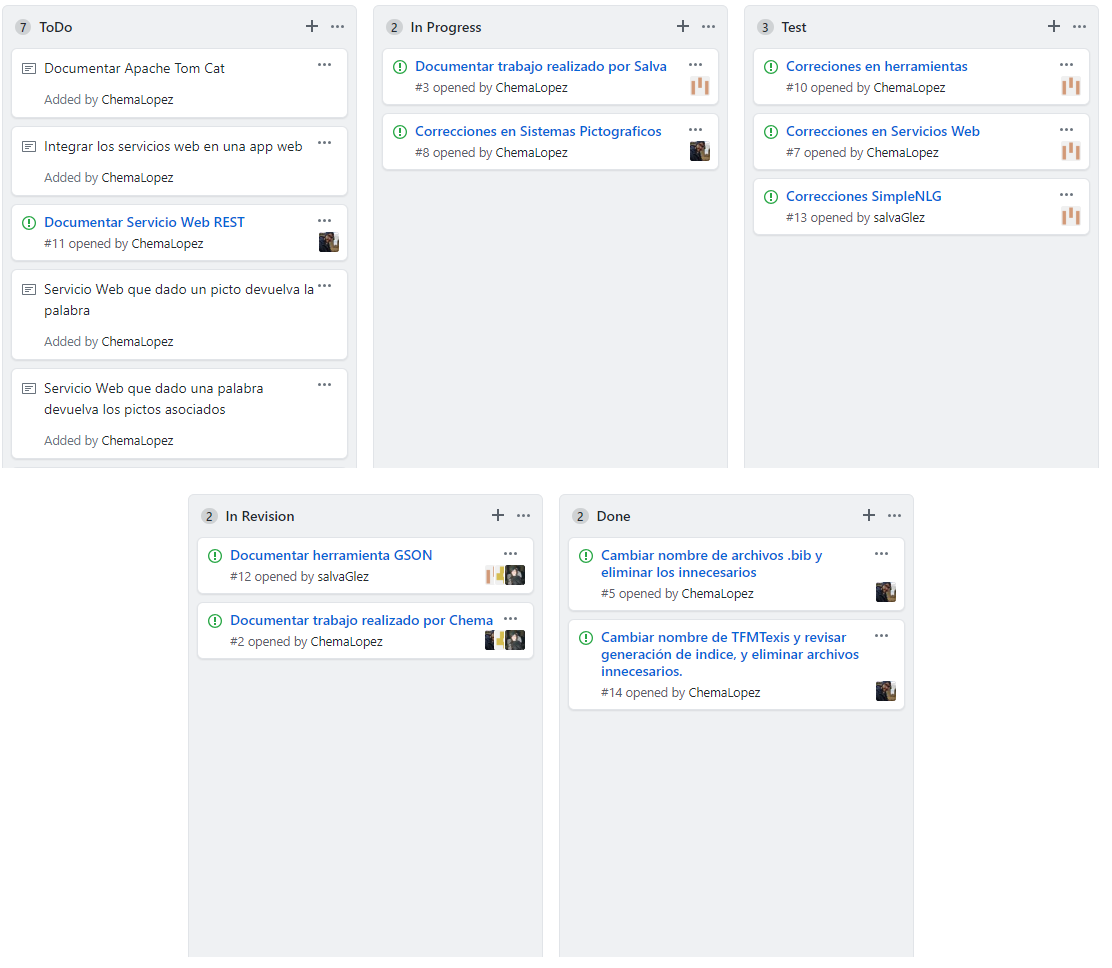 7 ToDo
Documentar Apache Tom Cat
Added by ChemaLopez
Integrar los servicios web en una app web
Added by ChemaLopez
Documentar Servicio Web REST
#11 opened by ChemaLopez
Servicio Web que dado un picto devuelva la
palabra
Added by ChemaLopez
Servicio Web que dado una palabra
devuelva los pictos asociados
Added by ChemaLopez
2 In Progress
Documentar trabajo realizado por Salva
#3 opened by ChemaLopez
Correcciones en Sistemas Pictograficos
#8 opened by ChemaLopez
3 Test
Correciones en herramientas
#10 opened by ChemaLopez
Correcciones en Servicios Web
#7 opened by ChemaLopez
Correcciones SimpleNLG
#13 opened by salvaGlez
2 In Revision
Documentar herramienta GSON
#12 opened by salvaGlez
Documentar trabajo realizado por Chema
#2 opened by ChemaLopez
2 Done
Cambiar nombre de archivos .bib y
eliminar los innecesarios
#5 opened by ChemaLopez
Cambiar nombre de TFMTexis y revisar
generación de indice, y eliminar archivos
innecesarios.
#14 opened by ChemaLopez